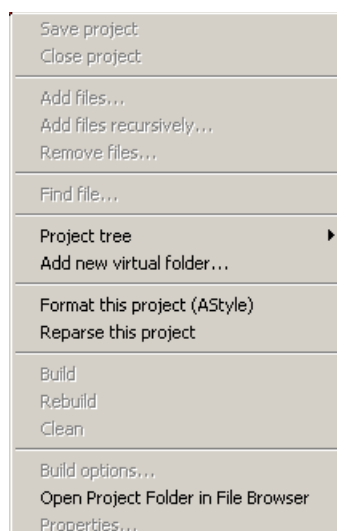 Save project
Close project
Add files...
Add files recursively...
Remove files...
Find file...
Project tree
Add new virtual folder...
Format this project (AStyle)
Reparse this project
Build
Rebuild
Clean
Build options...
Open Project Folder in File Browser
Properties...